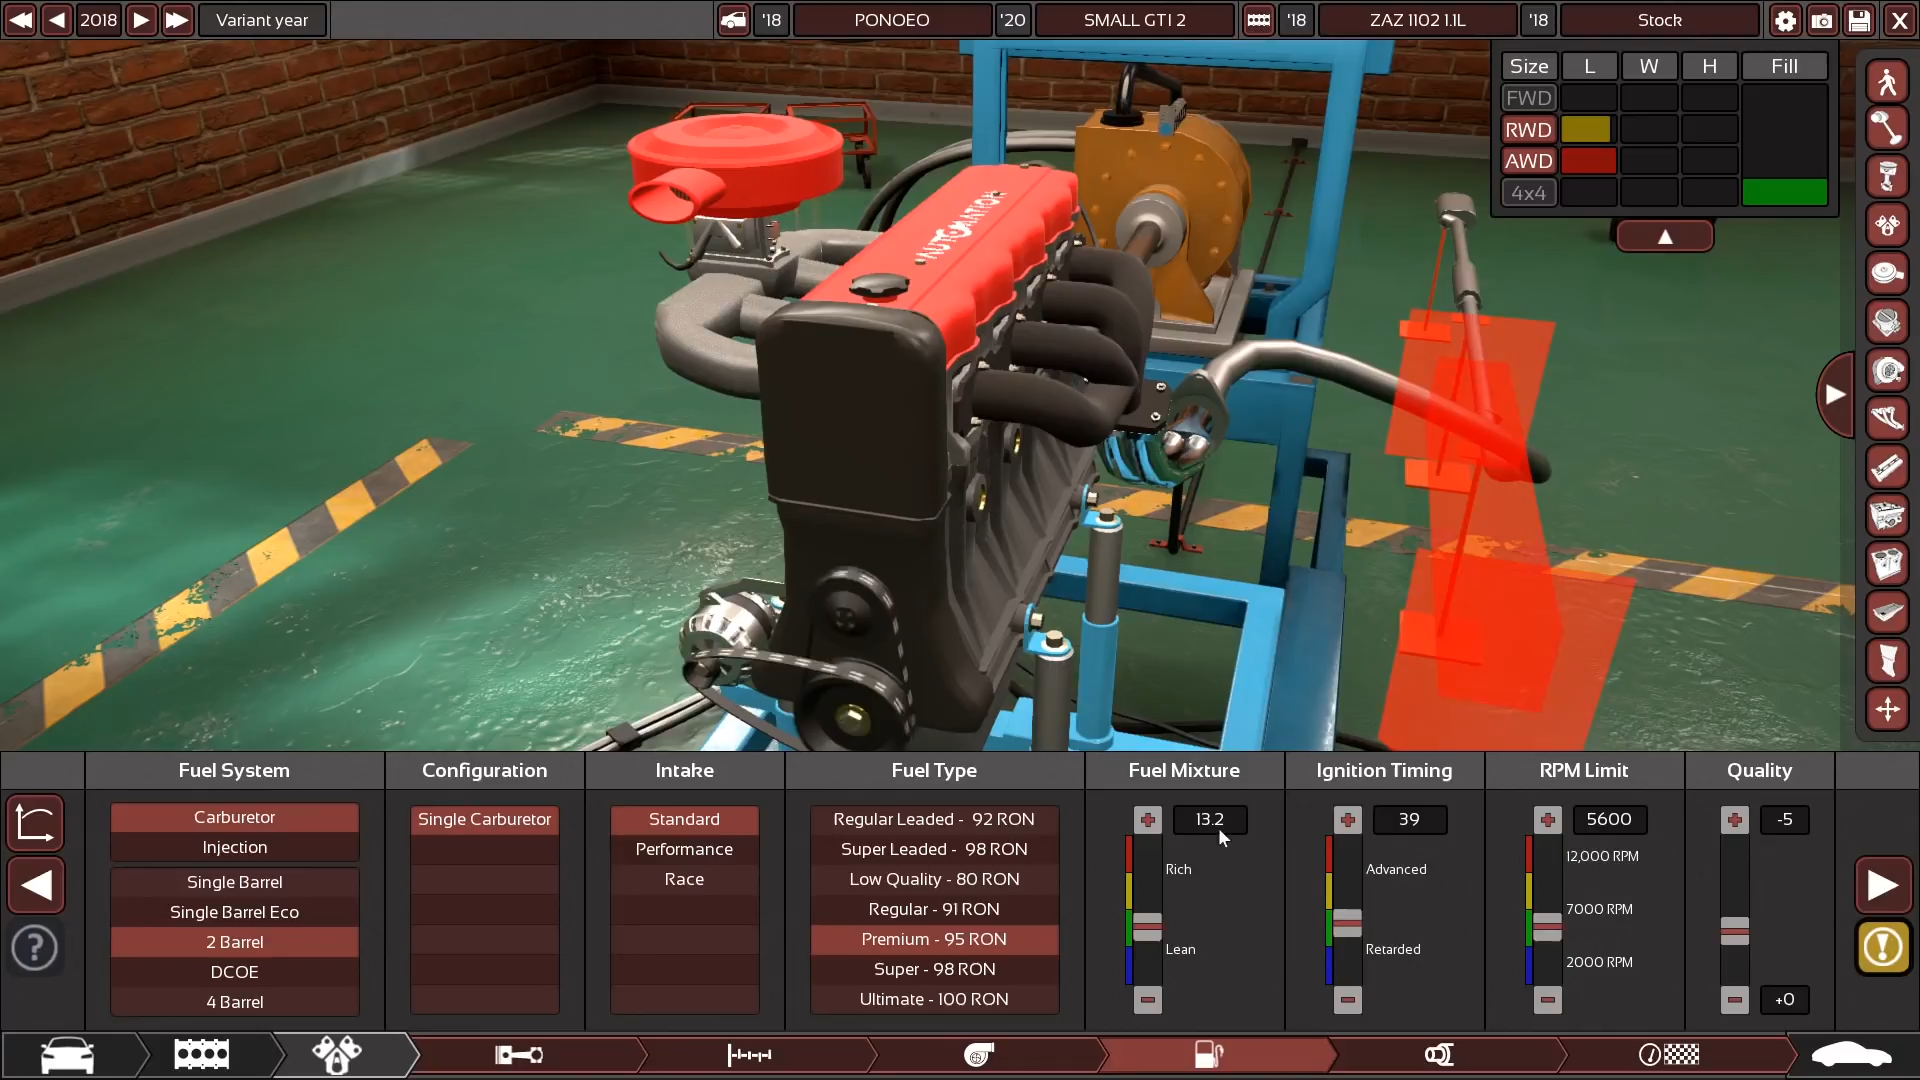 2018 Variant year '18 PONOEO '20 SMALL GTI 2 '18 ZAZ 1102 1.1L '18 Stock
Size L W H Fill
FWD
RWD
AWD
4x4
AUTOMATION
Fuel System
Carburetor
Injection
Single Barrel
Single Barrel Eco
2 Barrel
DCOE
4 Barrel
Configuration
Single Carburetor
Intake
Standard
Performance
Race
Fuel Type
Regular Leaded - 92 RON
Super Leaded - 98 RON
Low Quality - 80 RON
Regular - 91 RON
Premium - 95 RON
Super - 98 RON
Ultimate - 100 RON
Fuel Mixture
13.2
Rich
Lean
Ignition Timing
39
Advanced
Retarded
RPM Limit
5600
12,000 RPM
7000 RPM
2000 RPM
Quality
-5
+0